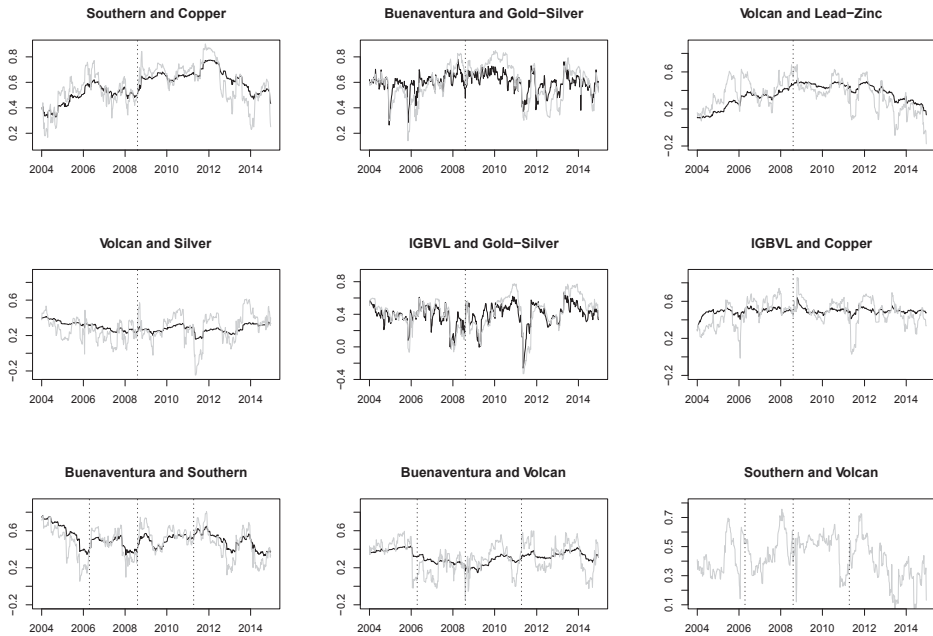 Southern and Copper
Buenaventura and Gold−Silver
Volcan and Lead−Zinc
0.8
0.6
0.4
0.2
2004 2006 2008 2010 2012 2014
0.8
0.6
0.4
0.2
2004 2006 2008 2010 2012 2014
0.6
0.2
−0.2
2004 2006 2008 2010 2012 2014
Volcan and Silver
IGBVL and Gold−Silver
IGBVL and Copper
0.6
0.2
−0.2
2004 2006 2008 2010 2012 2014
0.8
0.4
0.0
−0.4
2004 2006 2008 2010 2012 2014
0.6
0.2
−0.2
2004 2006 2008 2010 2012 2014
Buenaventura and Southern
Buenaventura and Volcan
Southern and Volcan
0.6
0.2
−0.2
2004 2006 2008 2010 2012 2014
0.6
0.2
−0.2
2004 2006 2008 2010 2012 2014
0.7
0.5
0.3
0.1
2004 2006 2008 2010 2012 2014